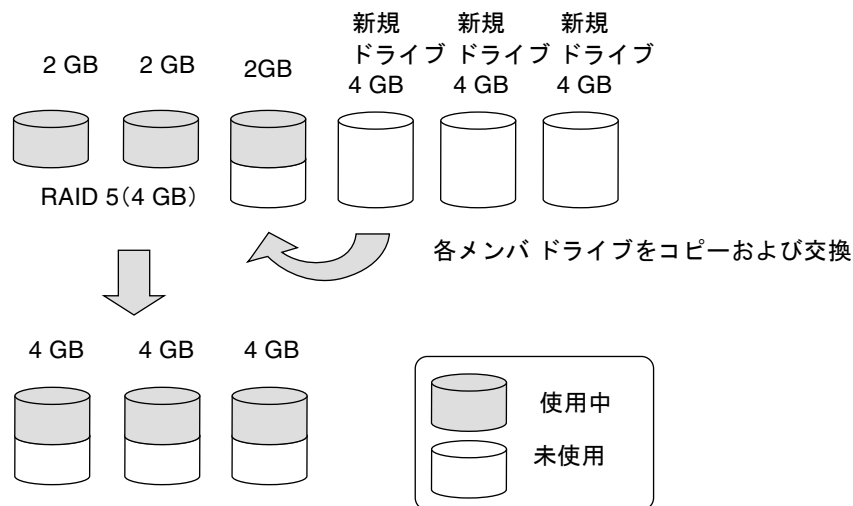 新規 新規 新規
ドライブ ドライブ ドライブ
2 GB 2 GB 2GB 4 GB 4 GB 4 GB
RAID 5(4 GB)
各メンバ ドライブをコピーおよび交換
4 GB 4 GB 4 GB
使用中
未使用